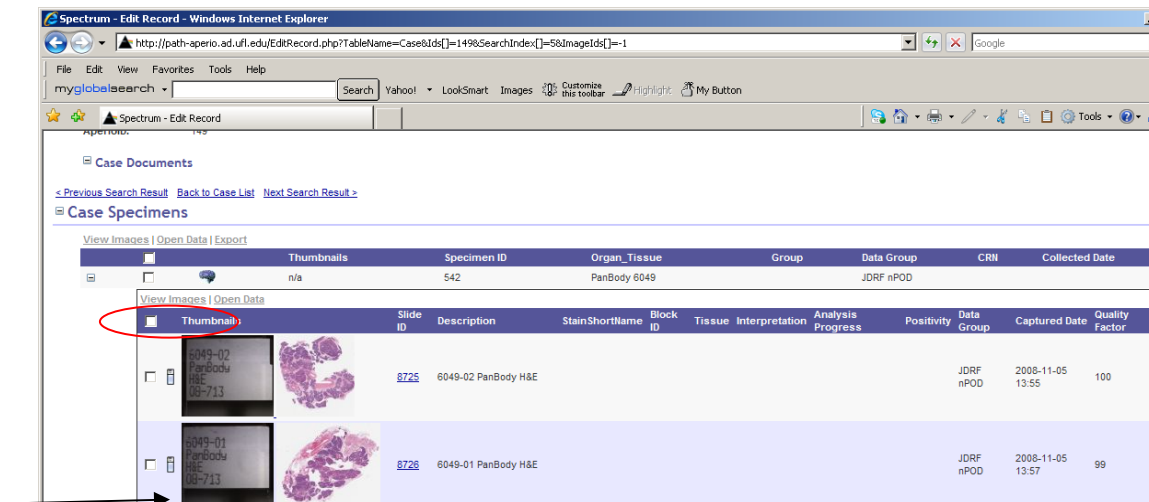 Spectrum - Edit Record - Windows Internet Explorer
http://path-aperio.ad.ufl.edu/EditRecord.php?TableName=Case&Ids[]=149&SearchIndex[]=5&ImageIds[]=-1
Google
File Edit View Favorites Tools Help
myglobalsearch Search Yahoo! LookSmart Images Customize this toolbar Highlight My Button
Spectrum - Edit Record Tools
AperioID: 149
Case Documents
< Previous Search Result Back to Case List Next Search Result >
Case Specimens
View Images | Open Data | Export
Thumbnails Specimen ID Organ_Tissue Group Data Group CRN Collected Date
n/a 542 PanBody 6049 JDRF nPOD
View Images | Open Data
Thumbnails Slide ID Description StainShortName Block ID Tissue Interpretation Analysis Progress Positivity Data Group Captured Date Quality Factor
6049-02
PanBody
H&E
08-713
8725 6049-02 PanBody H&E JDRF nPOD 2008-11-05 13:55 100
6049-01
PanBody
H&E
08-713
8726 6049-01 PanBody H&E JDRF nPOD 2008-11-05 13:57 99